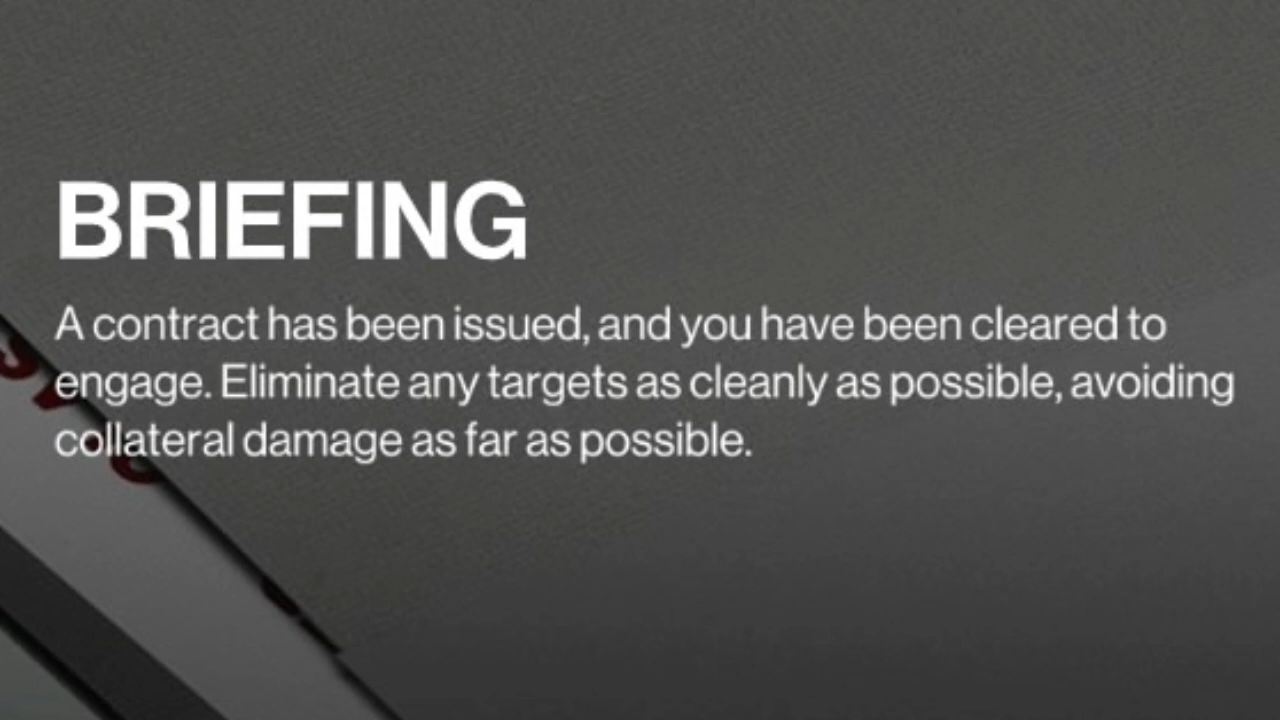 BRIEFING
A contract has been issued, and you have been cleared to
engage. Eliminate any targets as cleanly as possible, avoiding
collateral damage as far as possible.